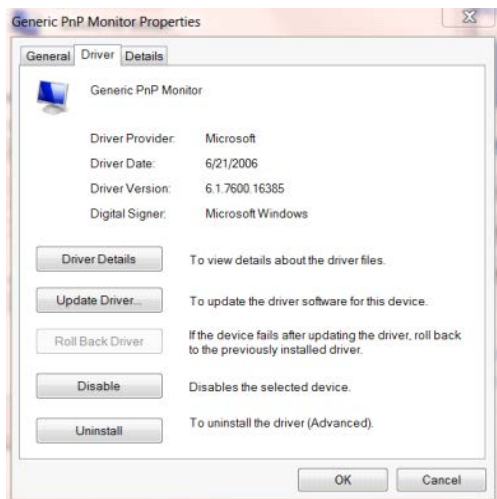 Generic PnP Monitor Properties
General Driver Details
Generic PnP Monitor
Driver Provider: Microsoft
Driver Date: 6/21/2006
Driver Version: 6.1.7600.16385
Digital Signer: Microsoft Windows
Driver Details To view details about the driver files.
Update Driver... To update the driver software for this device.
Roll Back Driver If the device fails after updating the driver, roll back
to the previously installed driver.
Disable Disables the selected device.
Uninstall To uninstall the driver (Advanced).
OK Cancel